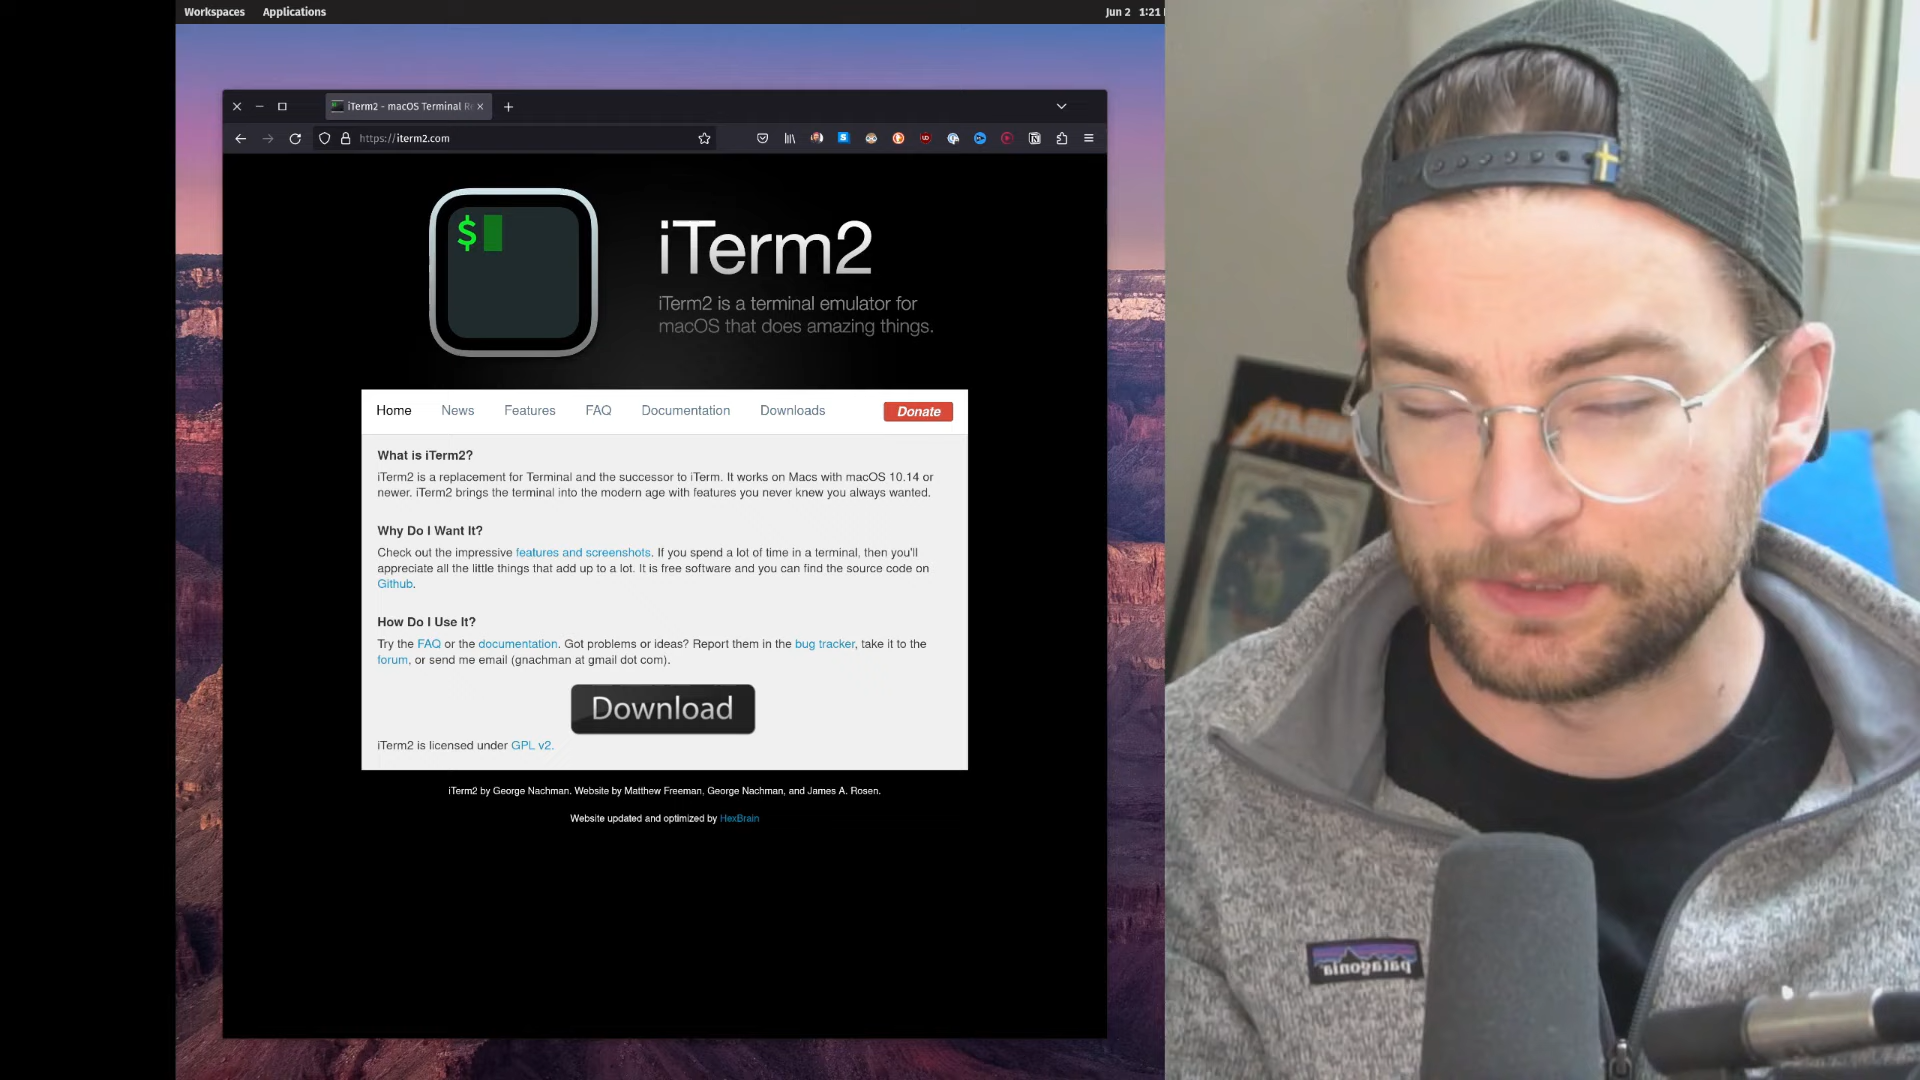 Workspaces Applications Jun 2 1:21
iTerm2 - macOS Terminal Re
https://iterm2.com
$
iTerm2
iTerm2 is a terminal emulator for
macOS that does amazing things.
Home News Features FAQ Documentation Downloads Donate
What is iTerm2?
iTerm2 is a replacement for Terminal and the successor to iTerm. It works on Macs with macOS 10.14 or
newer. iTerm2 brings the terminal into the modern age with features you never knew you always wanted.
Why Do I Want It?
Check out the impressive features and screenshots. If you spend a lot of time in a terminal, then you'll
appreciate all the little things that add up to a lot. It is free software and you can find the source code on
Github.
How Do I Use It?
Try the FAQ or the documentation. Got problems or ideas? Report them in the bug tracker, take it to the
forum, or send me email (gnachman at gmail dot com).
Download
iTerm2 is licensed under GPL v2.
iTerm2 by George Nachman. Website by Matthew Freeman, George Nachman, and James A. Rosen.
Website updated and optimized by HexBrain
patagonia